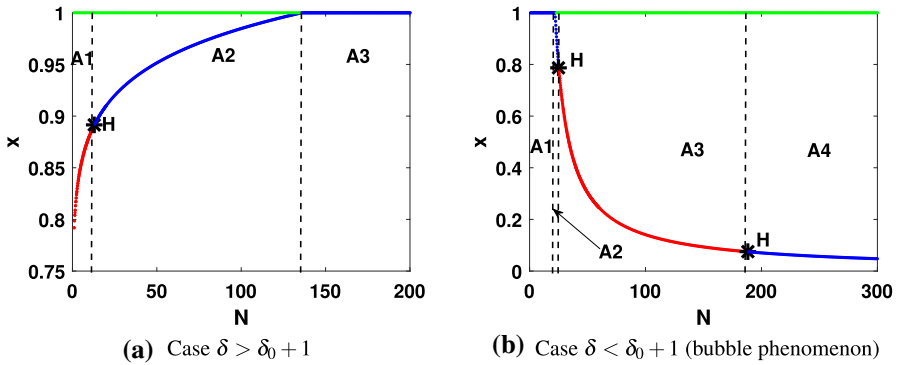 1
0.95
0.9
0.85
0.8
0.75
x
A1
A2
A3
H
0
50
100
150
200
N
(a) Case δ > δ₀ + 1
1
0.8
0.6
0.4
0.2
0
x
H
A1
A3
A4
A2
H
0
100
200
300
N
(b) Case δ < δ₀ + 1 (bubble phenomenon)